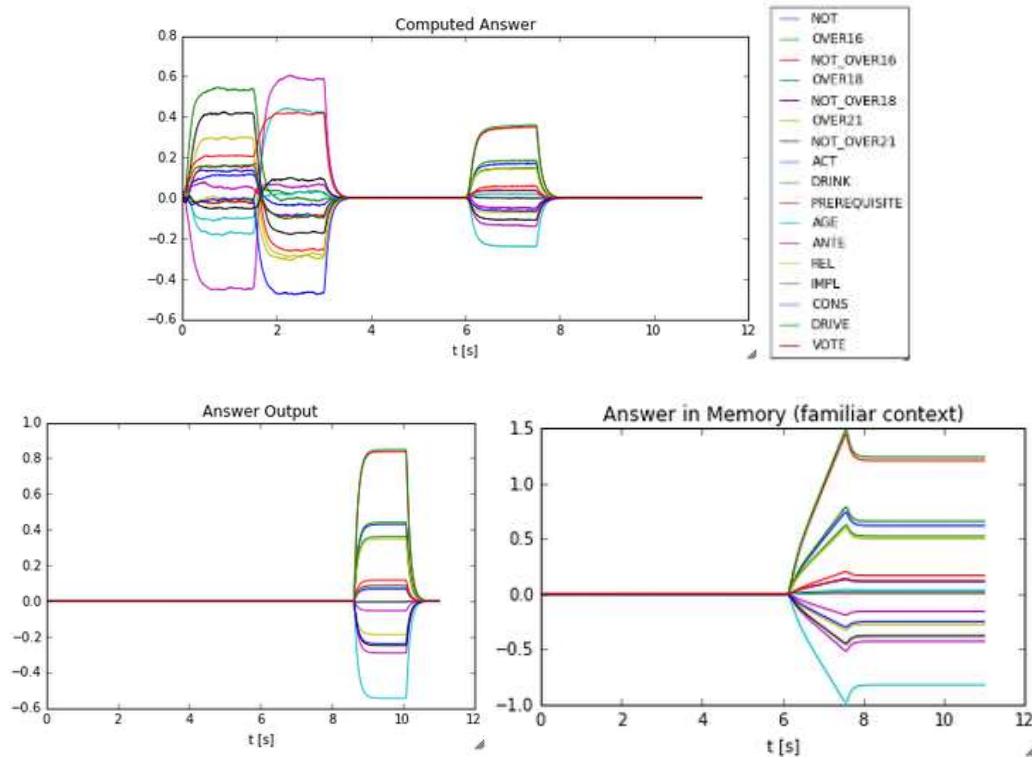 Computed Answer
0.8
0.6
0.4
0.2
0.0
−0.2
−0.4
−0.6
0 2 4 6 8 10 12
t [s]
NOT
OVER16
NOT_OVER16
OVER18
NOT_OVER18
OVER21
NOT_OVER21
ACT
DRINK
PREREQUISITE
AGE
ANTE
REL
IMPL
CONS
DRIVE
VOTE
Answer Output
1.0
0.8
0.6
0.4
0.2
0.0
−0.2
−0.4
−0.6
0 2 4 6 8 10 12
t [s]
Answer in Memory (familiar context)
1.5
1.0
0.5
0.0
−0.5
−1.0
0 2 4 6 8 10 12
t [s]